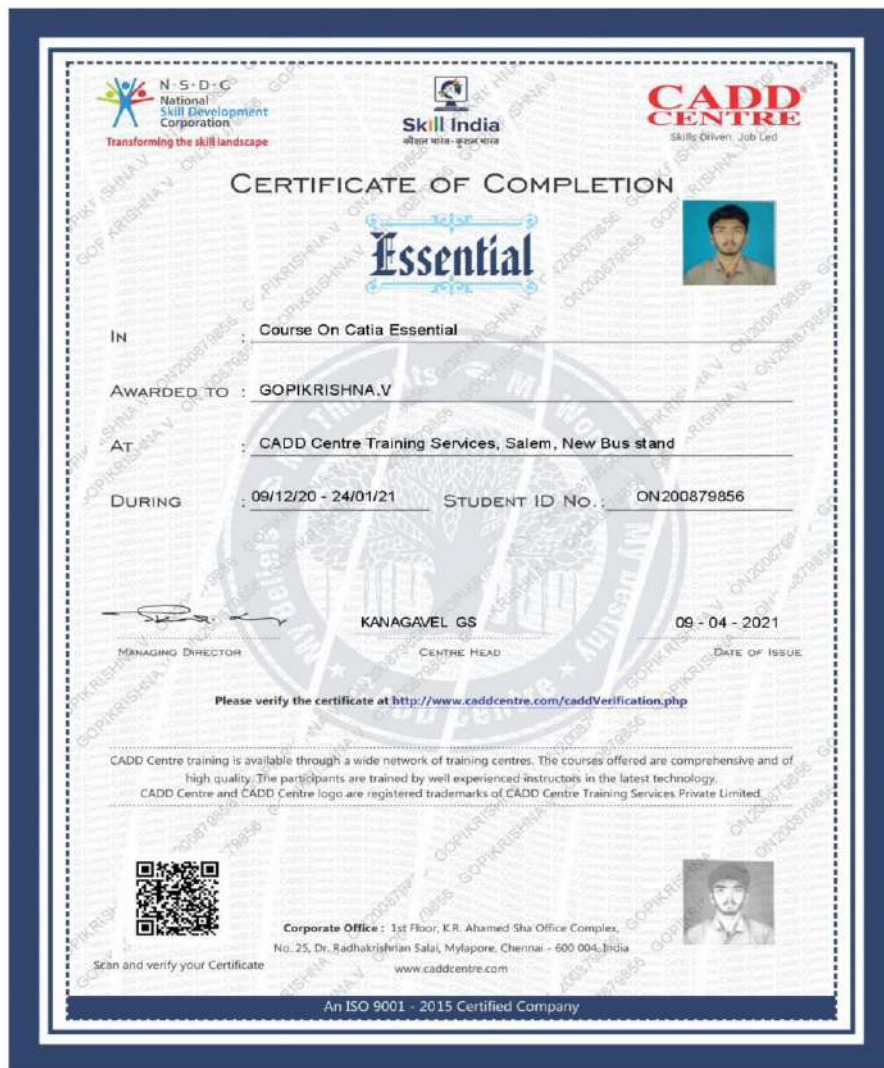 N·S·D·C
National
Skill Development
Corporation
Transforming the skill landscape
Skill India
कौशल भारत - कुशल भारत
CADD
CENTRE
Skills Driven. Job Led
CERTIFICATE OF COMPLETION
Essential
IN : Course On Catia Essential
AWARDED TO : GOPIKRISHNA.V
AT : CADD Centre Training Services, Salem, New Bus stand
DURING : 09/12/20 - 24/01/21 STUDENT ID NO.: ON200879856
KANAGAVEL GS 09 - 04 - 2021
MANAGING DIRECTOR CENTRE HEAD DATE OF ISSUE
Please verify the certificate at http://www.caddcentre.com/caddVerification.php
CADD Centre training is available through a wide network of training centres. The courses offered are comprehensive and of
high quality. The participants are trained by well experienced instructors in the latest technology.
CADD Centre and CADD Centre logo are registered trademarks of CADD Centre Training Services Private Limited
Corporate Office : 1st Floor, K.R. Ahamed Sha Office Complex,
No. 25, Dr. Radhakrishnan Salai, Mylapore, Chennai - 600 004, India
www.caddcentre.com
Scan and verify your Certificate
An ISO 9001 - 2015 Certified Company